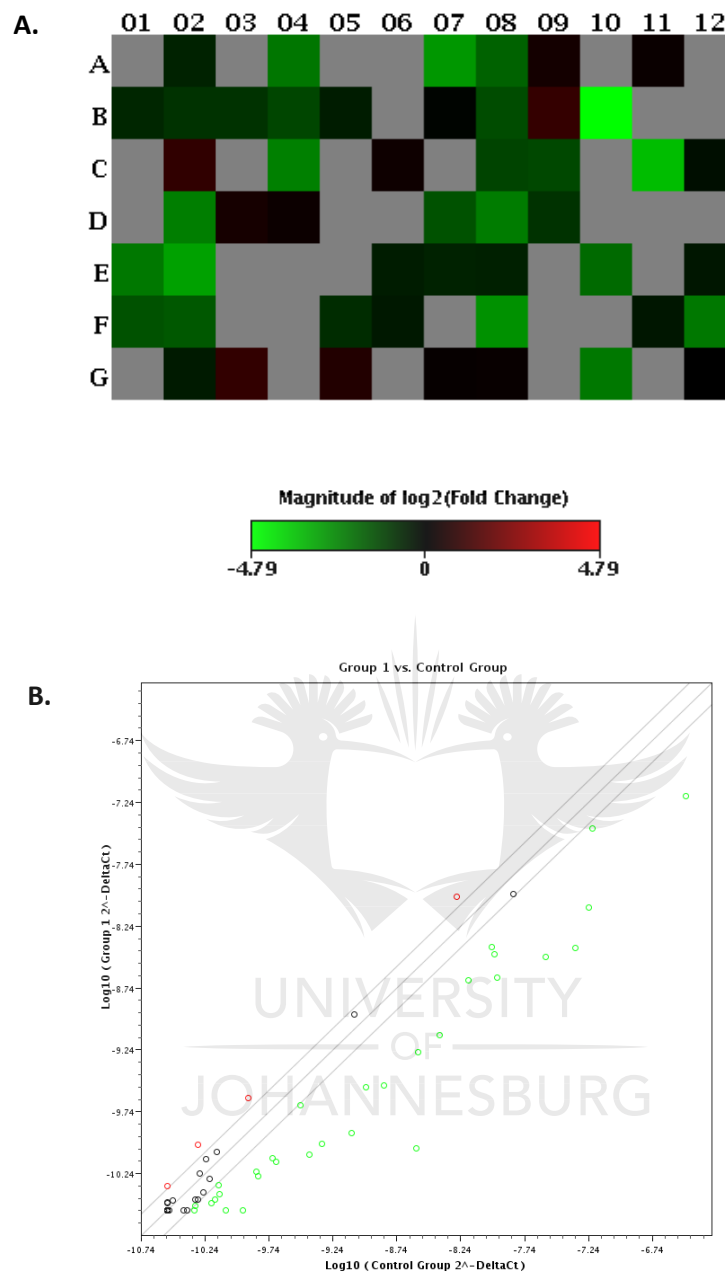 A.
01 02 03 04 05 06 07 08 09 10 11 12
A
B
C
D
E
F
G
Magnitude of log2(Fold Change)
-4.79 0 4.79
B.
Group 1 vs. Control Group
Log10 (Group 1 2^-DeltaCt)
-6.74
-7.24
-7.74
-8.24
-8.74
-9.24
-9.74
-10.24
UNIVERSITY
OF
JOHANNESBURG
-10.74 -10.24 -9.74 -9.24 -8.74 -8.24 -7.74 -7.24 -6.74
Log10 (Control Group 2^-DeltaCt)